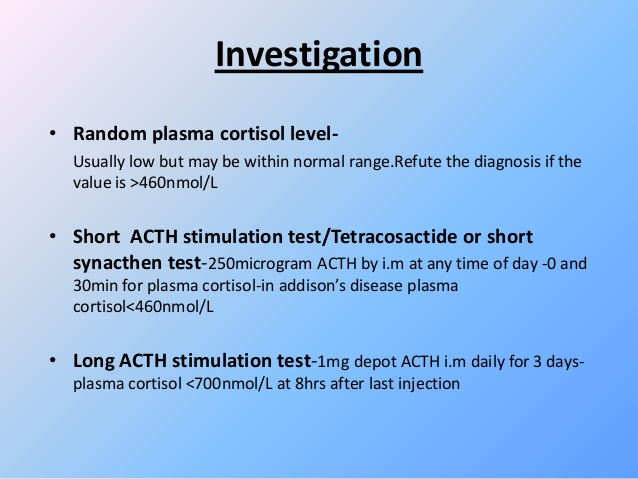 Investigation
• Random plasma cortisol level-
Usually low but may be within normal range.Refute the diagnosis if the
value is >460nmol/L
• Short ACTH stimulation test/Tetracosactide or short
synacthen test-250microgram ACTH by i.m at any time of day -0 and
30min for plasma cortisol-in addison’s disease plasma
cortisol<460nmol/L
• Long ACTH stimulation test-1mg depot ACTH i.m daily for 3 days-
plasma cortisol <700nmol/L at 8hrs after last injection